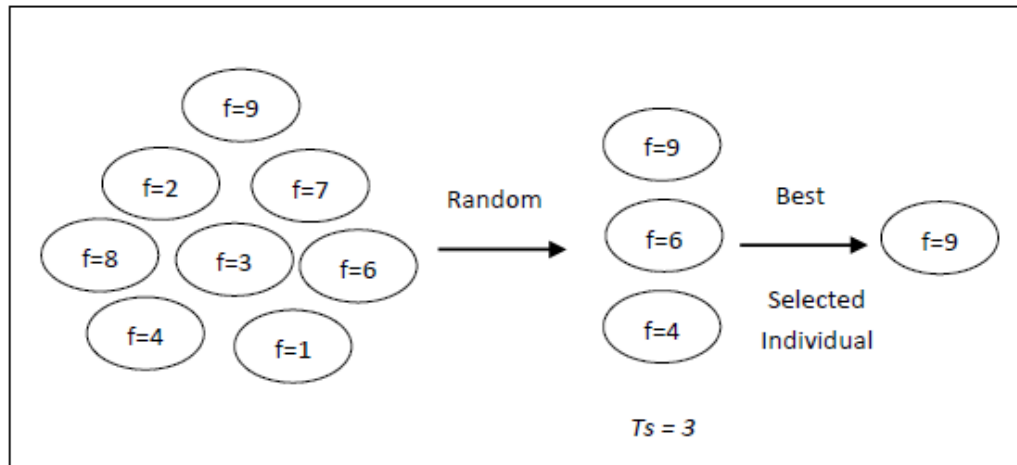 f=9
f=2
f=7
f=8
f=3
f=6
f=4
f=1
Random
f=9
f=6
f=4
Ts = 3
Best
Selected
Individual
f=9